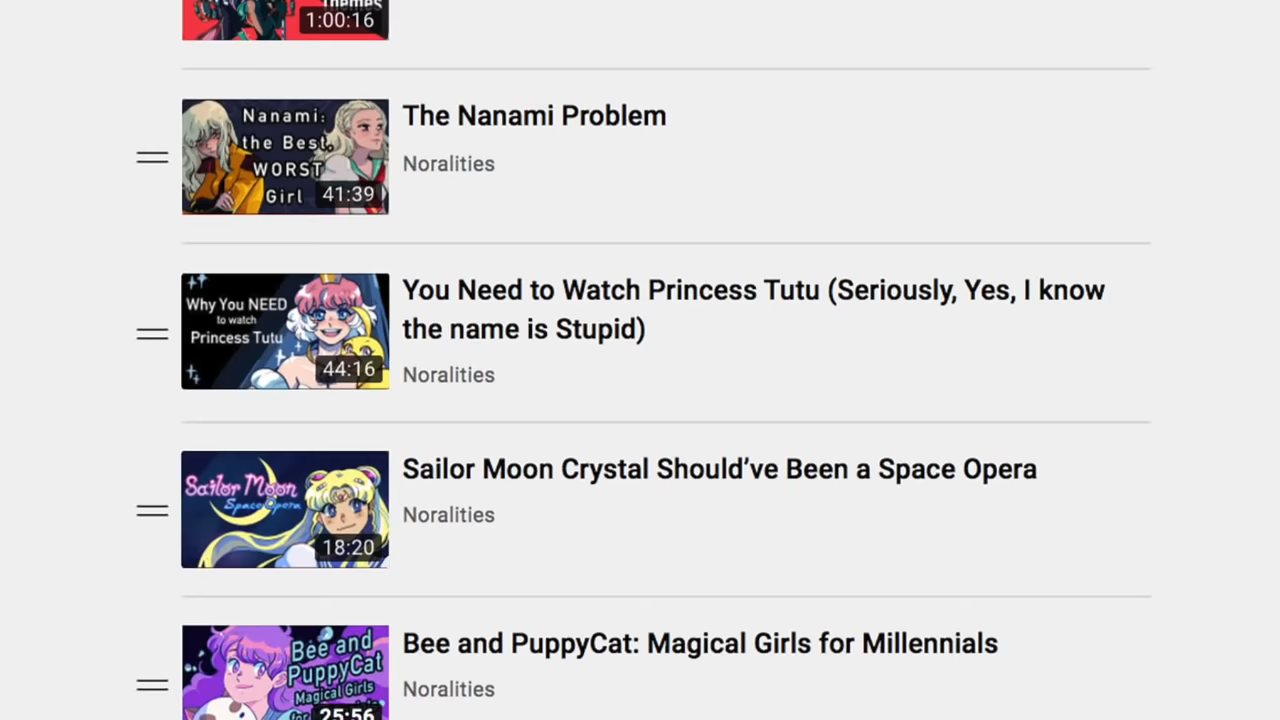 Themes
1:00:16
Nanami:
the Best,
WORST
Girl
41:39
The Nanami Problem
Noralities
Why You NEED
to watch
Princess Tutu
44:16
You Need to Watch Princess Tutu (Seriously, Yes, I know
the name is Stupid)
Noralities
Sailor Moon
Space Opera
18:20
Sailor Moon Crystal Should’ve Been a Space Opera
Noralities
Bee and
PuppyCat
Magical Girls
for
25:56
Bee and PuppyCat: Magical Girls for Millennials
Noralities